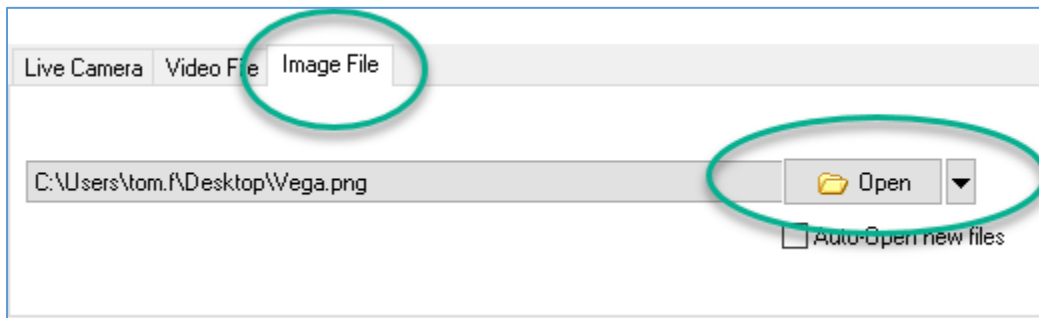 Live Camera Video File Image File
C:\Users\tom.f\Desktop\Vega.png Open
Auto-Open new files